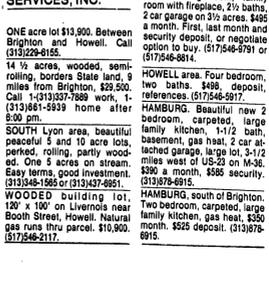 SERVICES, INC.
ONE acre lot $13,900. Between
Brighton and Howell. Call
(313)229-6155.
14 ½ acres, wooded, semi-
rolling, borders State land, 9
miles from Brighton, $29,500.
Call 1-(313)337-7889 work, 1-
(313)661-5939 home after
6:00 pm.
SOUTH Lyon area, beautiful
peaceful 5 and 10 acre lots,
perked, rolling, partly wood-
ed. One 5 acres on stream.
Easy terms, good investment.
(313)348-1565 or (313)437-6951.
WOODED building lot,
120' x 100' on Livernois near
Booth Street, Howell. Natural
gas runs thru parcel. $10,900.
(517)546-2117.
room with fireplace, 2½ baths,
2 car garage on 3½ acres. $495
a month. First, last month and
security deposit, or negotiate
option to buy. (517)546-9791 or
(517)546-8814.
HOWELL area. Four bedroom,
two baths. $498, deposit,
references. (517)546-5917.
HAMBURG. Beautiful new 2
bedroom, carpeted, large
family kitchen, 1-1/2 bath,
basement, gas heat, 2 car at-
tached garage, large lot, 3-1/2
miles west of US-23 on M-36.
$390 a month, $585 security.
(313)878-6915.
HAMBURG, south of Brighton.
Two bedroom, carpeted, large
family kitchen, gas heat, $350
month. $525 deposit. (313)878-
6915.